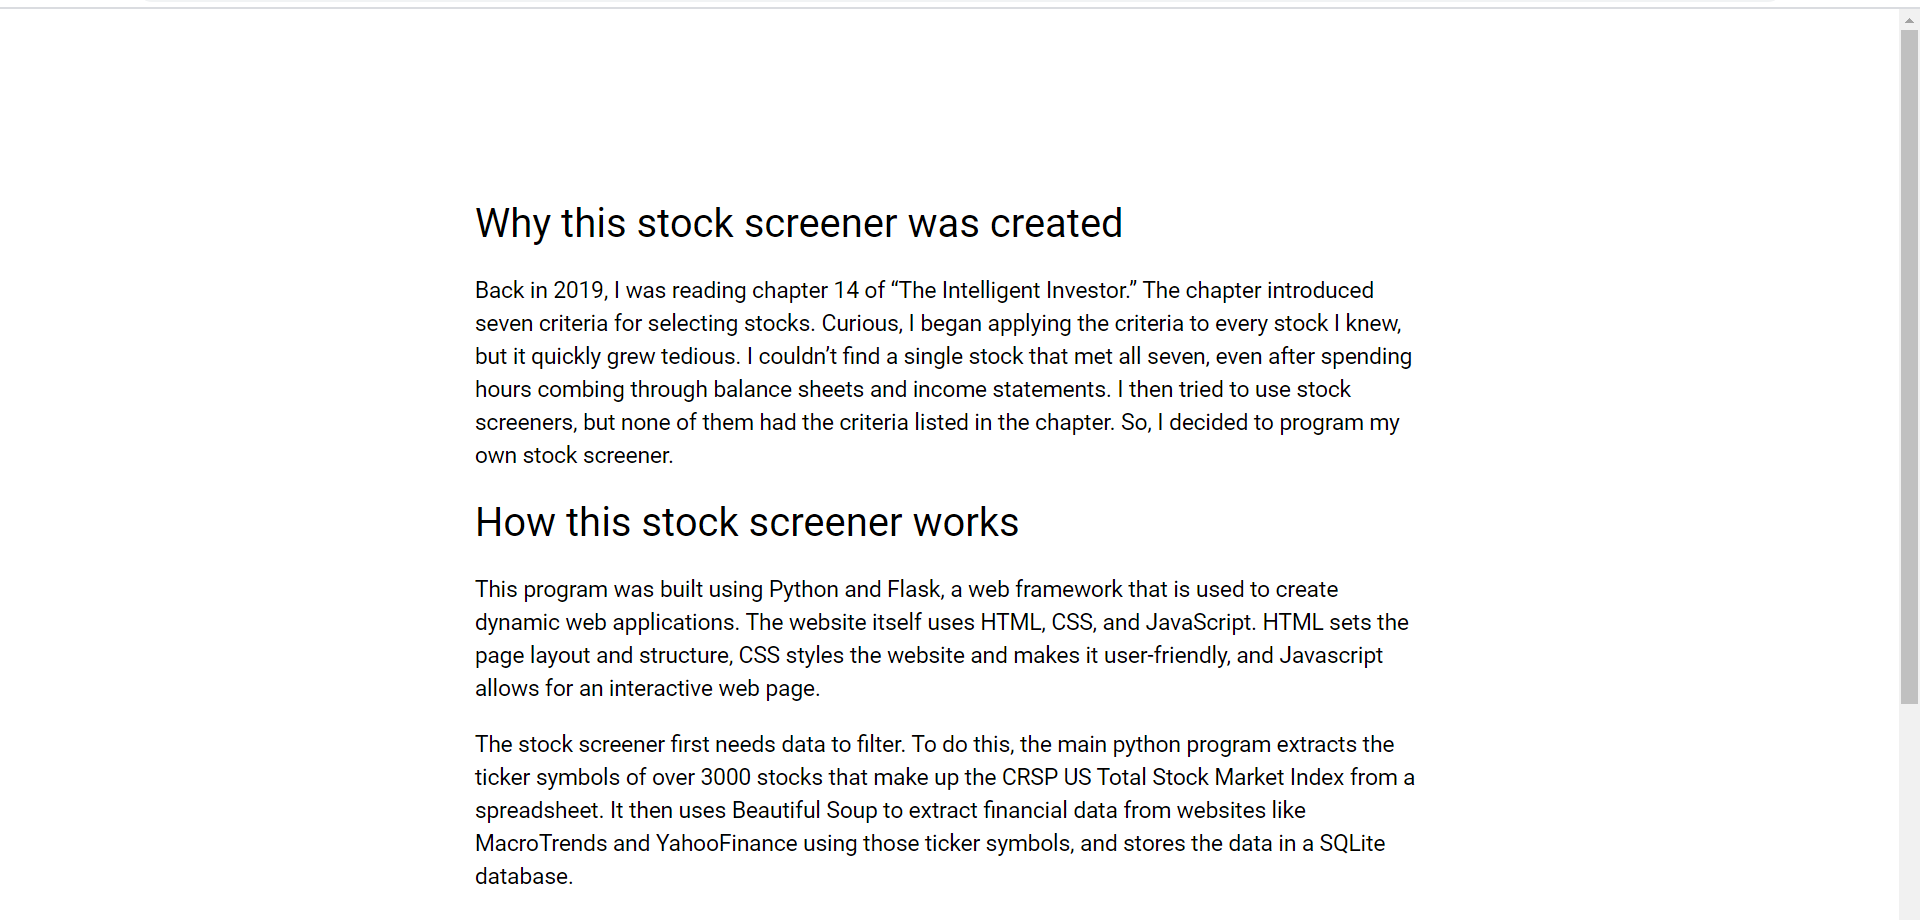 Why this stock screener was created
Back in 2019, I was reading chapter 14 of “The Intelligent Investor.” The chapter introduced
seven criteria for selecting stocks. Curious, I began applying the criteria to every stock I knew,
but it quickly grew tedious. I couldn’t find a single stock that met all seven, even after spending
hours combing through balance sheets and income statements. I then tried to use stock
screeners, but none of them had the criteria listed in the chapter. So, I decided to program my
own stock screener.
How this stock screener works
This program was built using Python and Flask, a web framework that is used to create
dynamic web applications. The website itself uses HTML, CSS, and JavaScript. HTML sets the
page layout and structure, CSS styles the website and makes it user-friendly, and Javascript
allows for an interactive web page.
The stock screener first needs data to filter. To do this, the main python program extracts the
ticker symbols of over 3000 stocks that make up the CRSP US Total Stock Market Index from a
spreadsheet. It then uses Beautiful Soup to extract financial data from websites like
MacroTrends and YahooFinance using those ticker symbols, and stores the data in a SQLite
database.